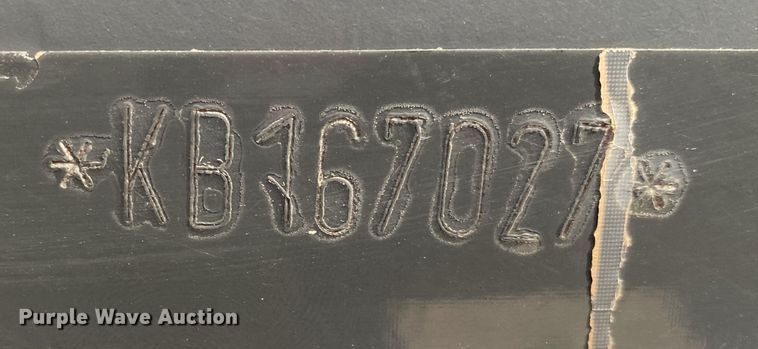 *KB167027*
Purple Wave Auction